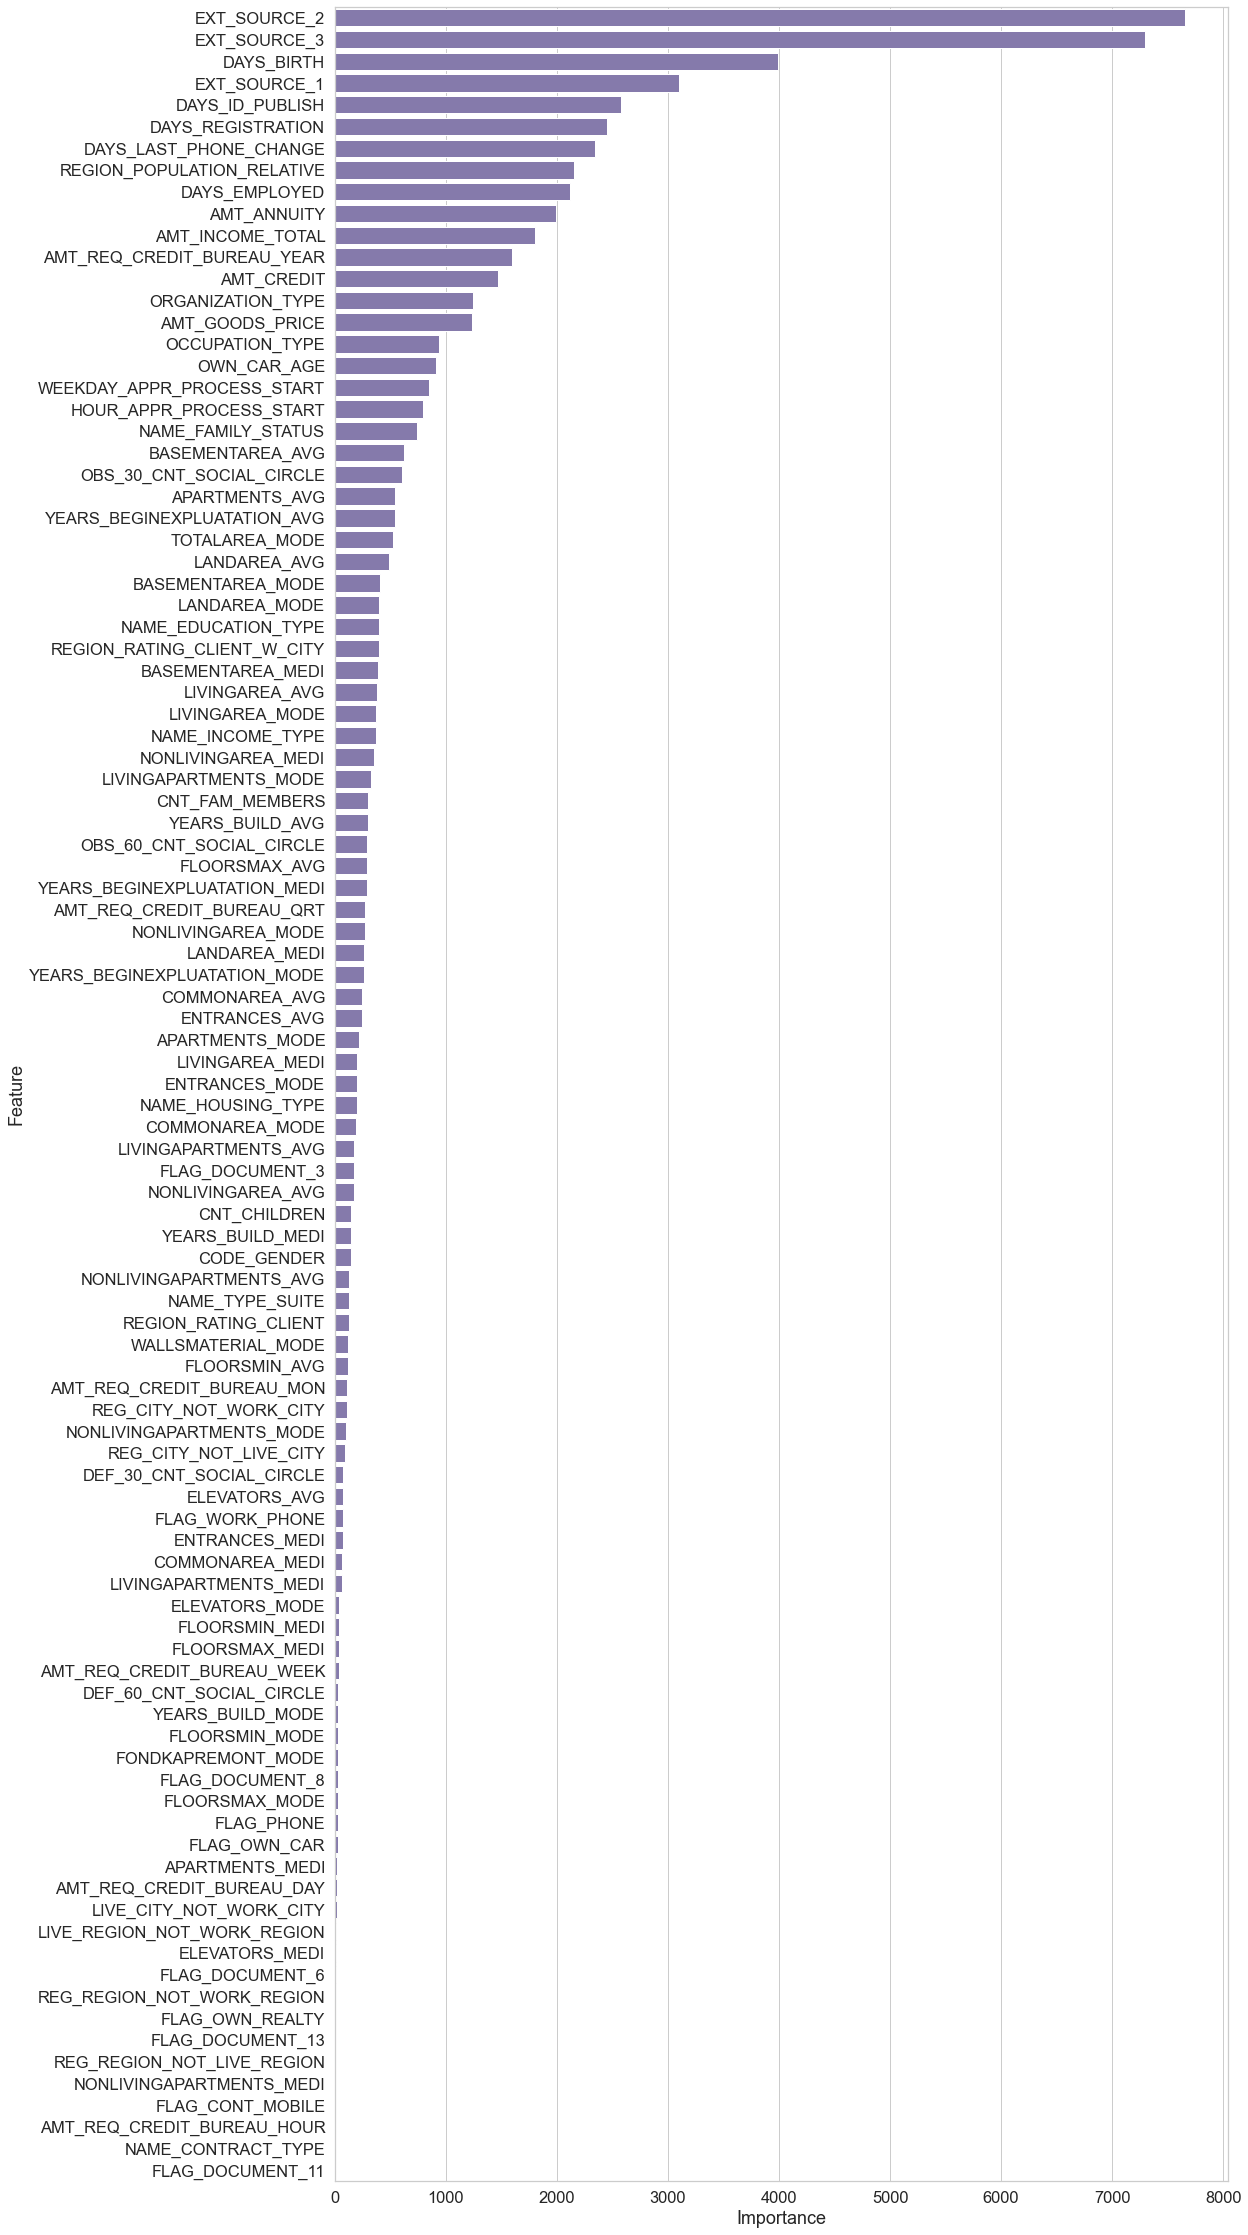 EXT_SOURCE_2
EXT_SOURCE_3
DAYS_BIRTH
EXT_SOURCE_1
DAYS_ID_PUBLISH
DAYS_REGISTRATION
DAYS_LAST_PHONE_CHANGE
REGION_POPULATION_RELATIVE
DAYS_EMPLOYED
AMT_ANNUITY
AMT_INCOME_TOTAL
AMT_REQ_CREDIT_BUREAU_YEAR
AMT_CREDIT
ORGANIZATION_TYPE
AMT_GOODS_PRICE
OCCUPATION_TYPE
OWN_CAR_AGE
WEEKDAY_APPR_PROCESS_START
HOUR_APPR_PROCESS_START
NAME_FAMILY_STATUS
BASEMENTAREA_AVG
OBS_30_CNT_SOCIAL_CIRCLE
APARTMENTS_AVG
YEARS_BEGINEXPLUATATION_AVG
TOTALAREA_MODE
LANDAREA_AVG
BASEMENTAREA_MODE
LANDAREA_MODE
NAME_EDUCATION_TYPE
REGION_RATING_CLIENT_W_CITY
BASEMENTAREA_MEDI
LIVINGAREA_AVG
LIVINGAREA_MODE
NAME_INCOME_TYPE
NONLIVINGAREA_MEDI
LIVINGAPARTMENTS_MODE
CNT_FAM_MEMBERS
YEARS_BUILD_AVG
OBS_60_CNT_SOCIAL_CIRCLE
FLOORSMAX_AVG
YEARS_BEGINEXPLUATATION_MEDI
AMT_REQ_CREDIT_BUREAU_QRT
NONLIVINGAREA_MODE
LANDAREA_MEDI
YEARS_BEGINEXPLUATATION_MODE
COMMONAREA_AVG
ENTRANCES_AVG
APARTMENTS_MODE
LIVINGAREA_MEDI
ENTRANCES_MODE
NAME_HOUSING_TYPE
COMMONAREA_MODE
LIVINGAPARTMENTS_AVG
FLAG_DOCUMENT_3
NONLIVINGAREA_AVG
CNT_CHILDREN
YEARS_BUILD_MEDI
CODE_GENDER
NONLIVINGAPARTMENTS_AVG
NAME_TYPE_SUITE
REGION_RATING_CLIENT
WALLSMATERIAL_MODE
FLOORSMIN_AVG
AMT_REQ_CREDIT_BUREAU_MON
REG_CITY_NOT_WORK_CITY
NONLIVINGAPARTMENTS_MODE
REG_CITY_NOT_LIVE_CITY
DEF_30_CNT_SOCIAL_CIRCLE
ELEVATORS_AVG
FLAG_WORK_PHONE
ENTRANCES_MEDI
COMMONAREA_MEDI
LIVINGAPARTMENTS_MEDI
ELEVATORS_MODE
FLOORSMIN_MEDI
FLOORSMAX_MEDI
AMT_REQ_CREDIT_BUREAU_WEEK
DEF_60_CNT_SOCIAL_CIRCLE
YEARS_BUILD_MODE
FLOORSMIN_MODE
FONDKAPREMONT_MODE
FLAG_DOCUMENT_8
FLOORSMAX_MODE
FLAG_PHONE
FLAG_OWN_CAR
APARTMENTS_MEDI
AMT_REQ_CREDIT_BUREAU_DAY
LIVE_CITY_NOT_WORK_CITY
LIVE_REGION_NOT_WORK_REGION
ELEVATORS_MEDI
FLAG_DOCUMENT_6
REG_REGION_NOT_WORK_REGION
FLAG_OWN_REALTY
FLAG_DOCUMENT_13
REG_REGION_NOT_LIVE_REGION
NONLIVINGAPARTMENTS_MEDI
FLAG_CONT_MOBILE
AMT_REQ_CREDIT_BUREAU_HOUR
NAME_CONTRACT_TYPE
FLAG_DOCUMENT_11
Feature
0 1000 2000 3000 4000 5000 6000 7000 8000
Importance